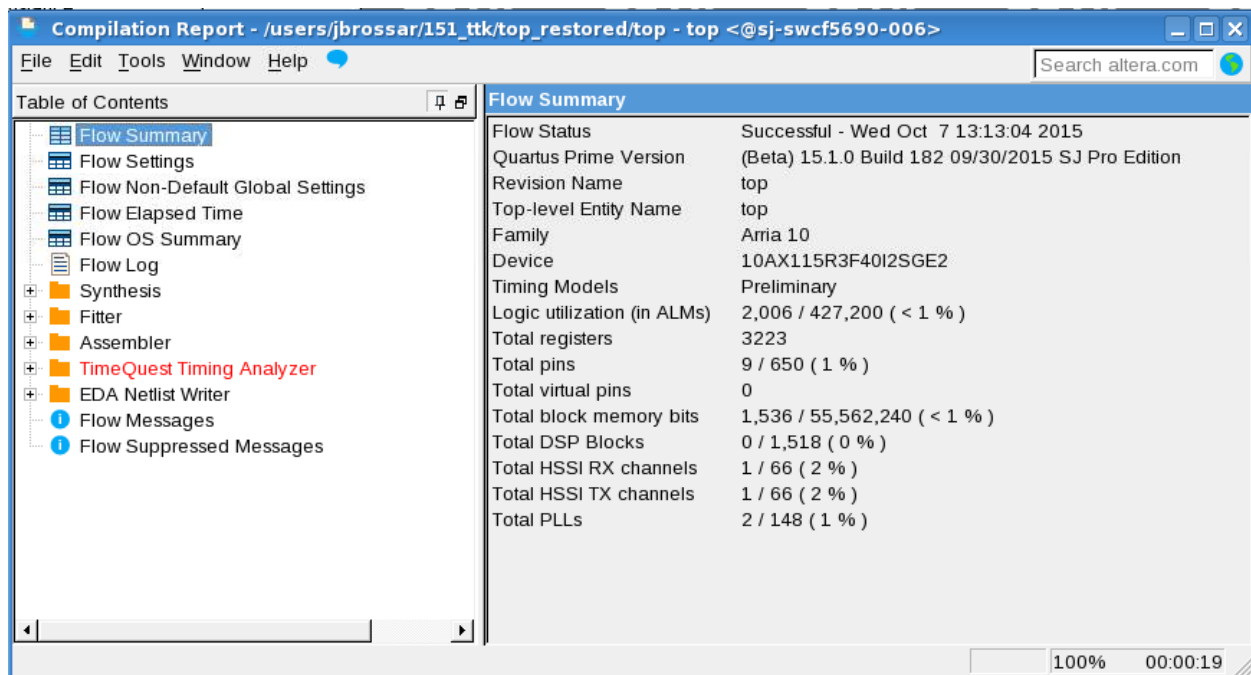 Compilation Report - /users/jbrossar/151_ttk/top_restored/top - top <@sj-swcf5690-006>
File Edit Tools Window Help
Search altera.com
Table of Contents
Flow Summary
Flow Settings
Flow Non-Default Global Settings
Flow Elapsed Time
Flow OS Summary
Flow Log
Synthesis
Fitter
Assembler
TimeQuest Timing Analyzer
EDA Netlist Writer
Flow Messages
Flow Suppressed Messages
Flow Summary
Flow Status Successful - Wed Oct 7 13:13:04 2015
Quartus Prime Version (Beta) 15.1.0 Build 182 09/30/2015 SJ Pro Edition
Revision Name top
Top-level Entity Name top
Family Arria 10
Device 10AX115R3F40I2SGE2
Timing Models Preliminary
Logic utilization (in ALMs) 2,006 / 427,200 ( < 1 % )
Total registers 3223
Total pins 9 / 650 ( 1 % )
Total virtual pins 0
Total block memory bits 1,536 / 55,562,240 ( < 1 % )
Total DSP Blocks 0 / 1,518 ( 0 % )
Total HSSI RX channels 1 / 66 ( 2 % )
Total HSSI TX channels 1 / 66 ( 2 % )
Total PLLs 2 / 148 ( 1 % )
100% 00:00:19